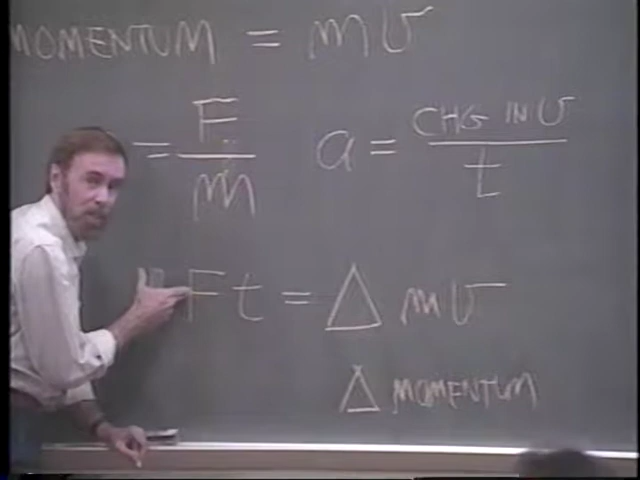 MOMENTUM = mv
= F/m a = CHG IN v/t
Ft = Δ mv
Δ MOMENTUM